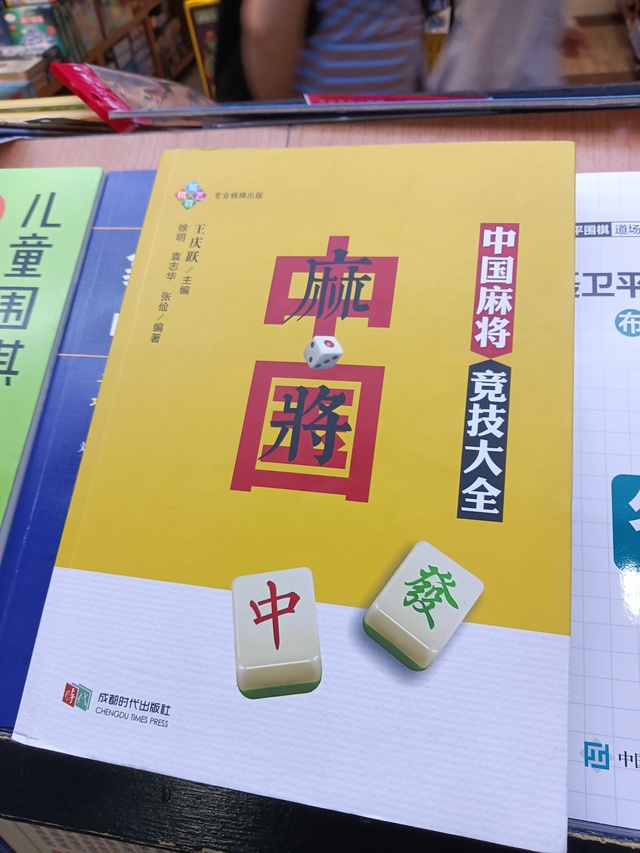 专业棋牌出版
王庆跃/主编
徐明 袁志华 张俭/编著
中国
麻將
中国麻将
竞技大全
中
發
时代
成都时代出版社
CHENGDU TIMES PRESS
儿童围棋
平围棋 道场
卫平
布
中国